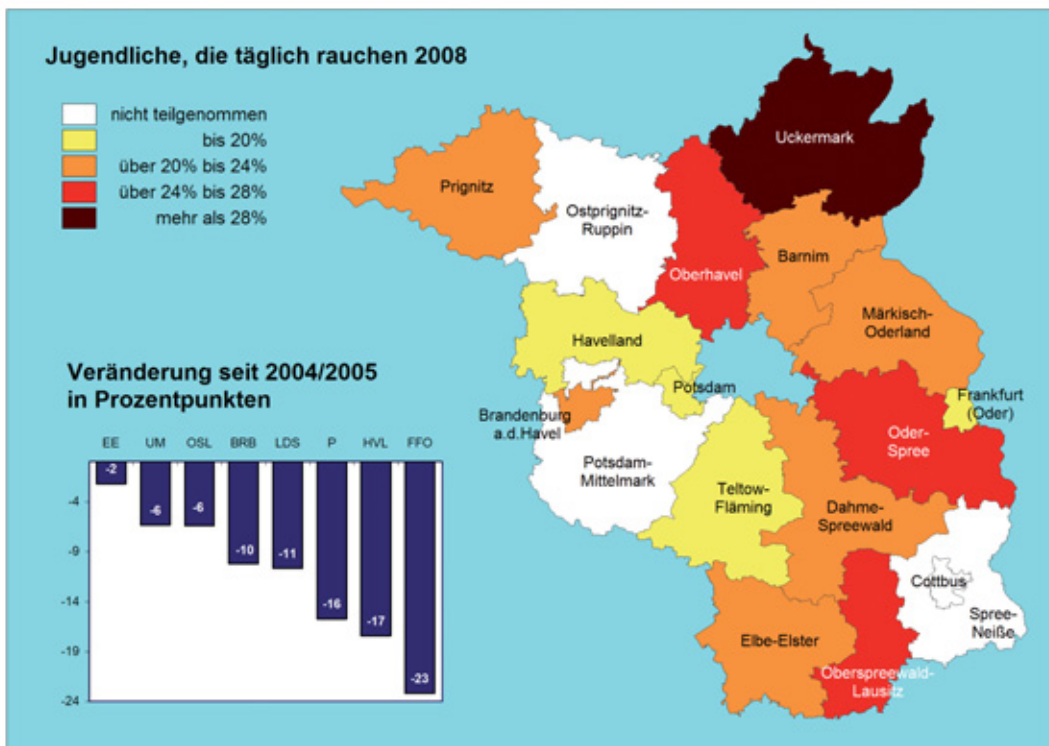 Jugendliche, die täglich rauchen 2008
nicht teilgenommen
bis 20%
über 20% bis 24%
über 24% bis 28%
mehr als 28%
Uckermark
Prignitz
Ostprignitz-
Ruppin
Oberhavel
Barnim
Märkisch-
Oderland
Havelland
Potsdam
Frankfurt
(Oder)
Brandenburg
a.d.Havel
Oder-
Spree
Potsdam-
Mittelmark
Teltow-
Fläming
Dahme-
Spreewald
Cottbus
Spree-
Neiße
Elbe-Elster
Oberspreewald-
Lausitz
Veränderung seit 2004/2005
in Prozentpunkten
EE UM OSL BRB LDS P HVL FFO
-4
-9
-14
-19
-24
-2
-6
-6
-10
-11
-16
-17
-23